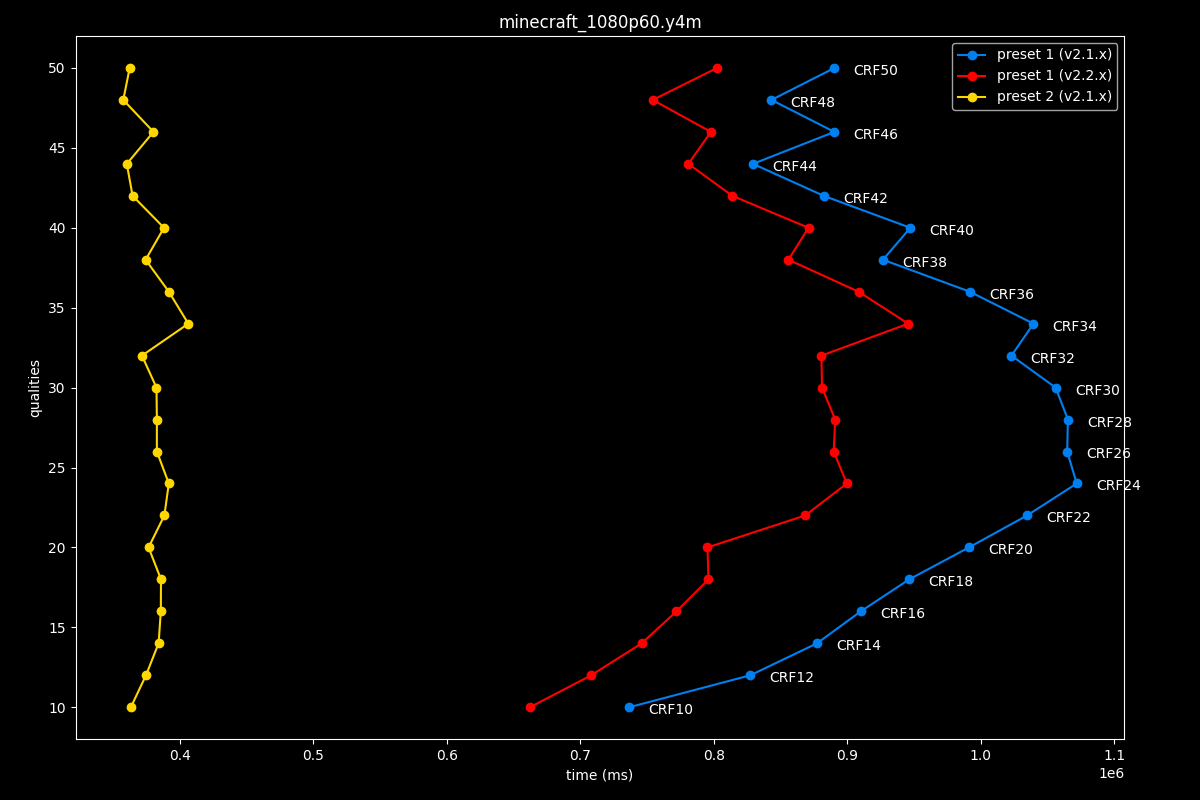 minecraft_1080p60.y4m
preset 1 (v2.1.x)
preset 1 (v2.2.x)
preset 2 (v2.1.x)
50
45
40
35
30
25
20
15
10
qualities
CRF50
CRF48
CRF46
CRF44
CRF42
CRF40
CRF38
CRF36
CRF34
CRF32
CRF30
CRF28
CRF26
CRF24
CRF22
CRF20
CRF18
CRF16
CRF14
CRF12
CRF10
0.4 0.5 0.6 0.7 0.8 0.9 1.0 1.1
1e6
time (ms)